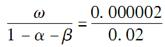 ω / (1 − α − β) = 0.000002 / 0.02